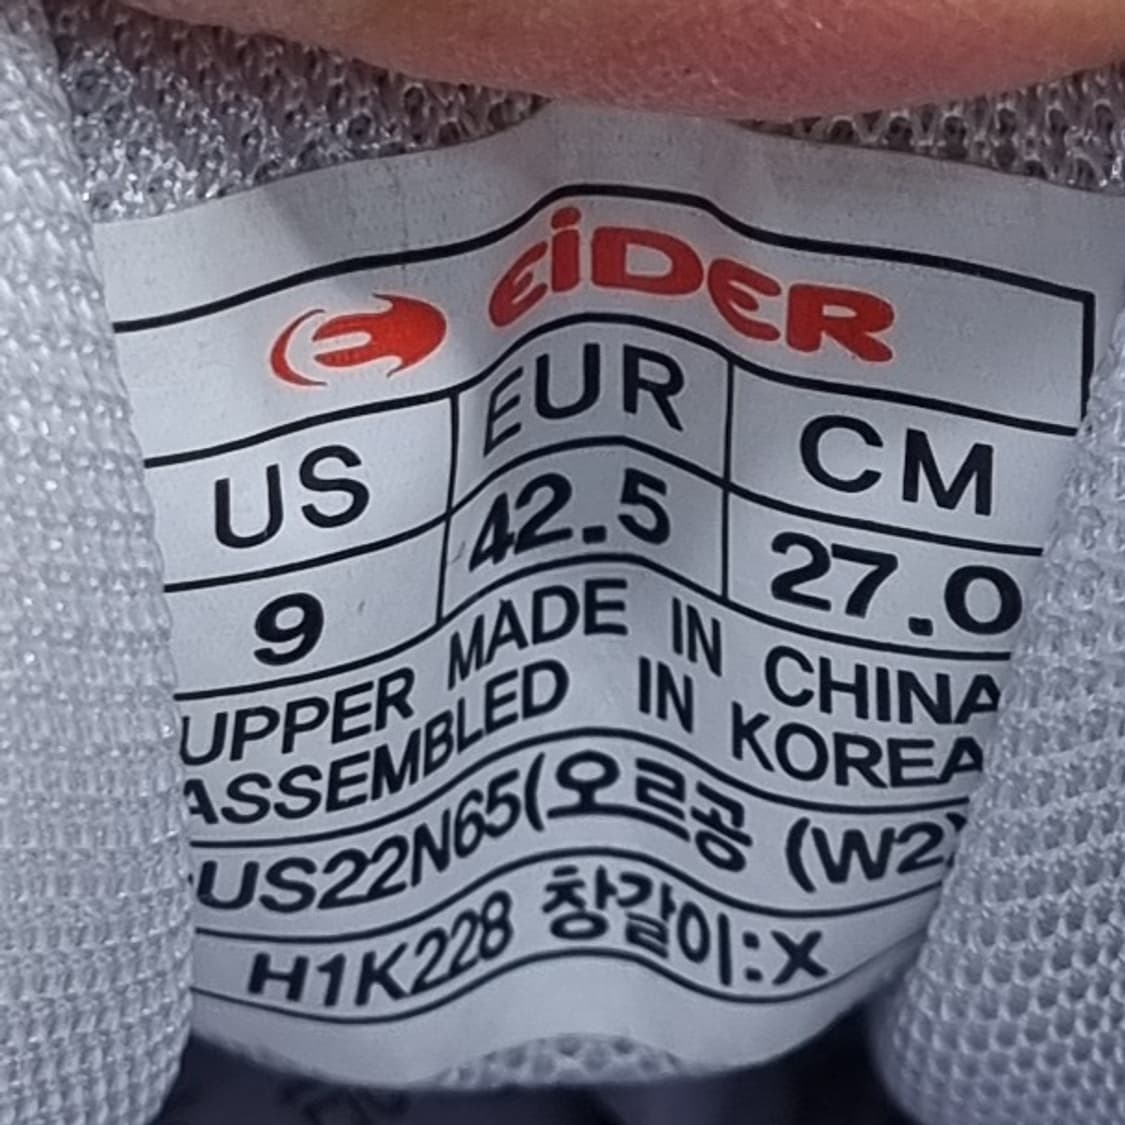 EiDER
US EUR CM
9 42.5 27.0
UPPER MADE IN CHINA
ASSEMBLED IN KOREA
US22N65(오르공 (W2)
H1K228 창갈이:X